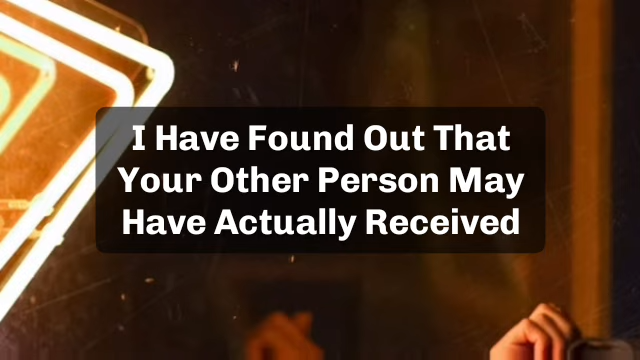 I Have Found Out That
Your Other Person May
Have Actually Received